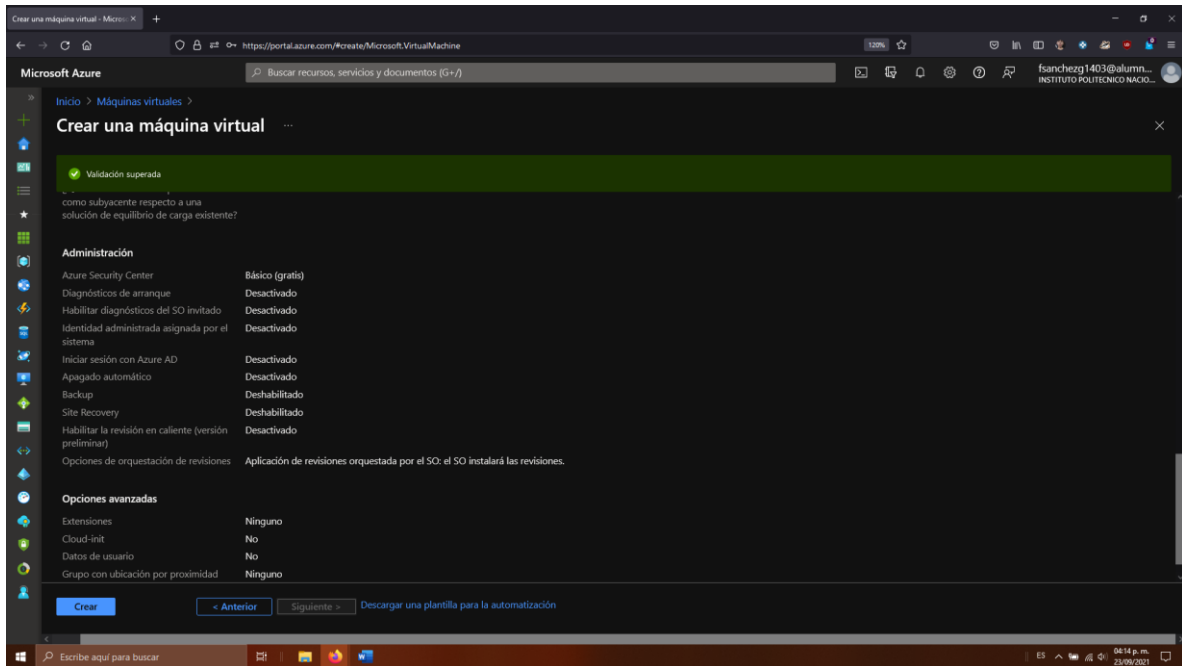 Crear una máquina virtual - Micros
https://portal.azure.com/#create/Microsoft.VirtualMachine
120%
Microsoft Azure
Buscar recursos, servicios y documentos (G+/)
fsanchezg1403@alumn...
INSTITUTO POLITECNICO NACIO...
Inicio > Máquinas virtuales >
Crear una máquina virtual ...
Validación superada
como subyacente respecto a una
solución de equilibrio de carga existente?
Administración
Azure Security Center Básico (gratis)
Diagnósticos de arranque Desactivado
Habilitar diagnósticos del SO invitado Desactivado
Identidad administrada asignada por el Desactivado
sistema
Iniciar sesión con Azure AD Desactivado
Apagado automático Desactivado
Backup Deshabilitado
Site Recovery Deshabilitado
Habilitar la revisión en caliente (versión Desactivado
preliminar)
Opciones de orquestación de revisiones Aplicación de revisiones orquestada por el SO: el SO instalará las revisiones.
Opciones avanzadas
Extensiones Ninguno
Cloud-init No
Datos de usuario No
Grupo con ubicación por proximidad Ninguno
Crear < Anterior Siguiente > Descargar una plantilla para la automatización
Escribe aquí para buscar
ES
04:14 p. m.
23/09/2021